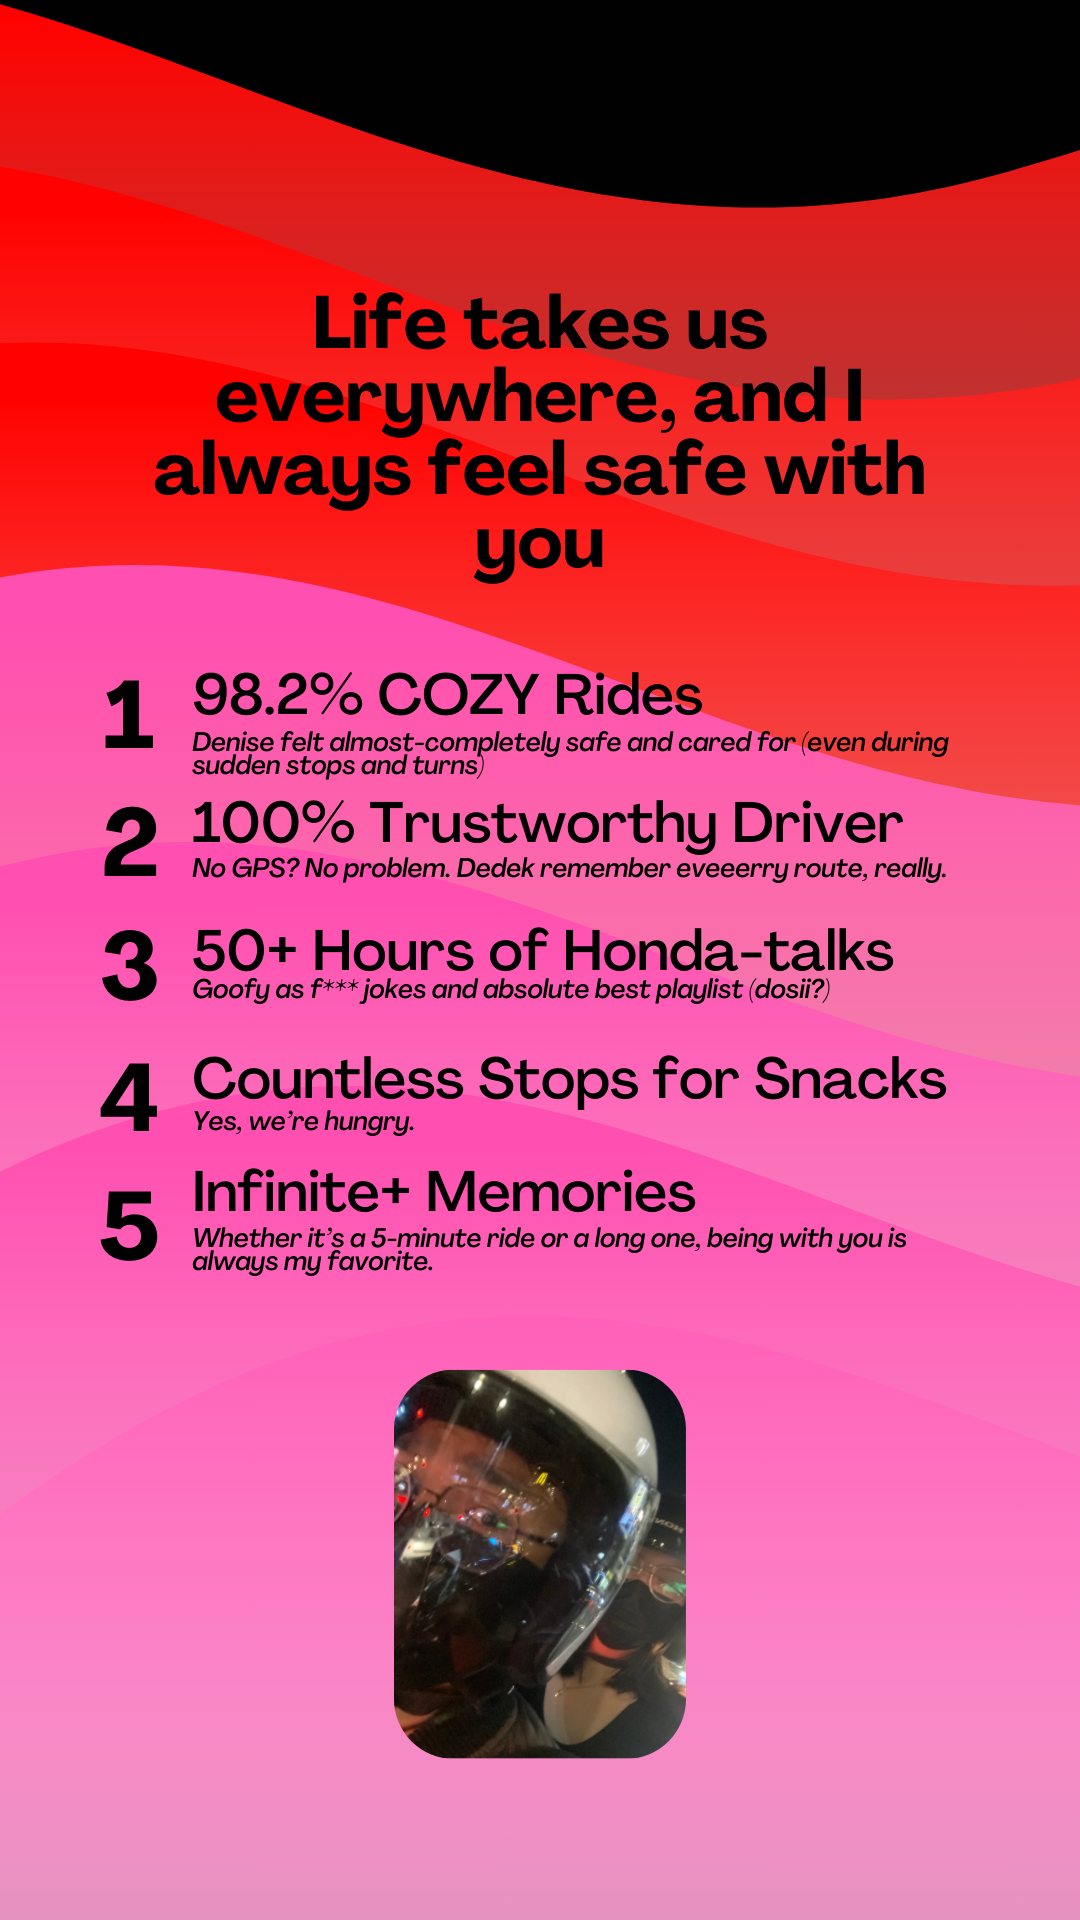 Life takes us
everywhere, and I
always feel safe with
you
1 98.2% COZY Rides
Denise felt almost-completely safe and cared for (even during
sudden stops and turns)
2 100% Trustworthy Driver
No GPS? No problem. Dedek remember eveeerry route, really.
3 50+ Hours of Honda-talks
Goofy as f*** jokes and absolute best playlist (dosii?)
4 Countless Stops for Snacks
Yes, we're hungry.
5 Infinite+ Memories
Whether it's a 5-minute ride or a long one, being with you is
always my favorite.